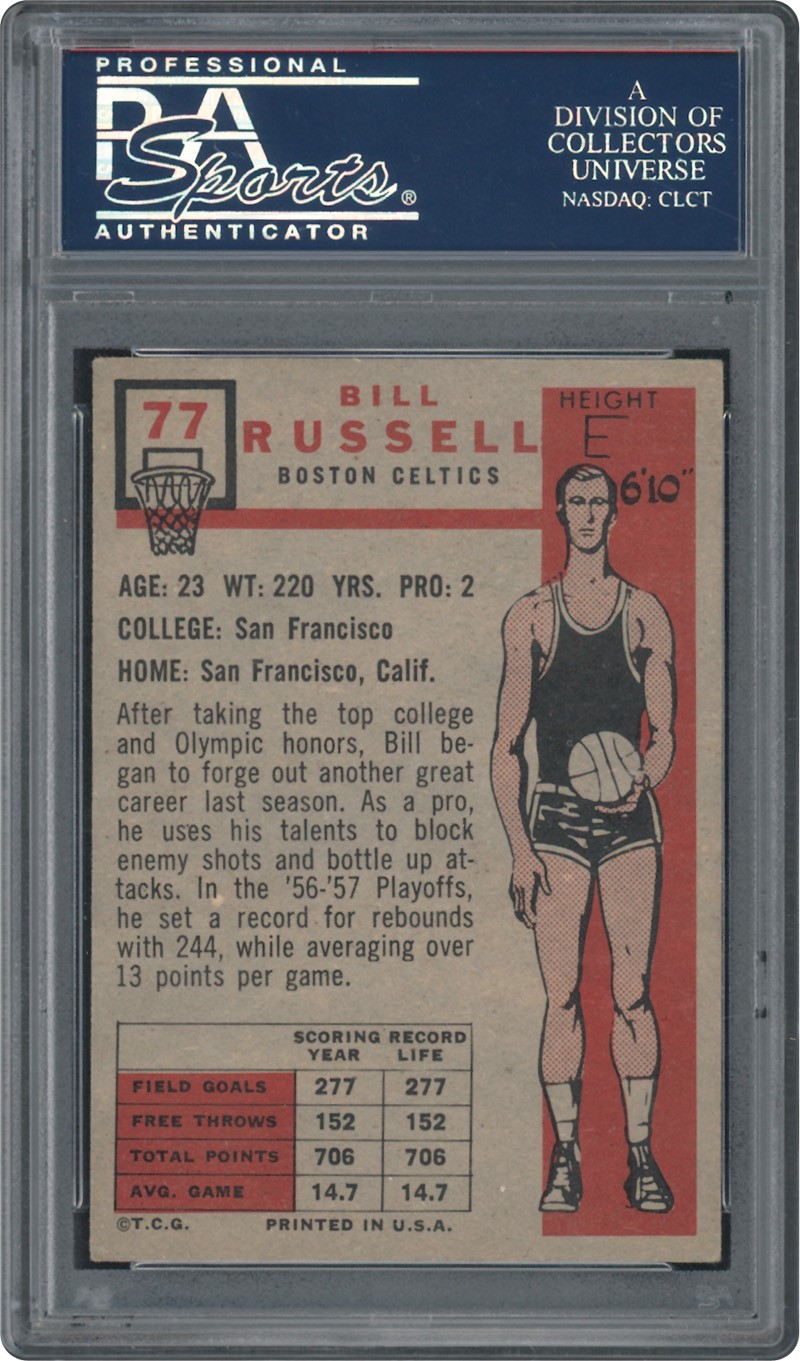 PROFESSIONAL
PSA
Sports®
AUTHENTICATOR
A
DIVISION OF
COLLECTORS
UNIVERSE
NASDAQ: CLCT
77
BILL
RUSSELL
BOSTON CELTICS
HEIGHT
E
6'10"
AGE: 23 WT: 220 YRS. PRO: 2
COLLEGE: San Francisco
HOME: San Francisco, Calif.
After taking the top college
and Olympic honors, Bill be-
gan to forge out another great
career last season. As a pro,
he uses his talents to block
enemy shots and bottle up at-
tacks. In the '56-'57 Playoffs,
he set a record for rebounds
with 244, while averaging over
13 points per game.
SCORING RECORD
YEAR LIFE
FIELD GOALS 277 277
FREE THROWS 152 152
TOTAL POINTS 706 706
AVG. GAME 14.7 14.7
©T.C.G. PRINTED IN U.S.A.